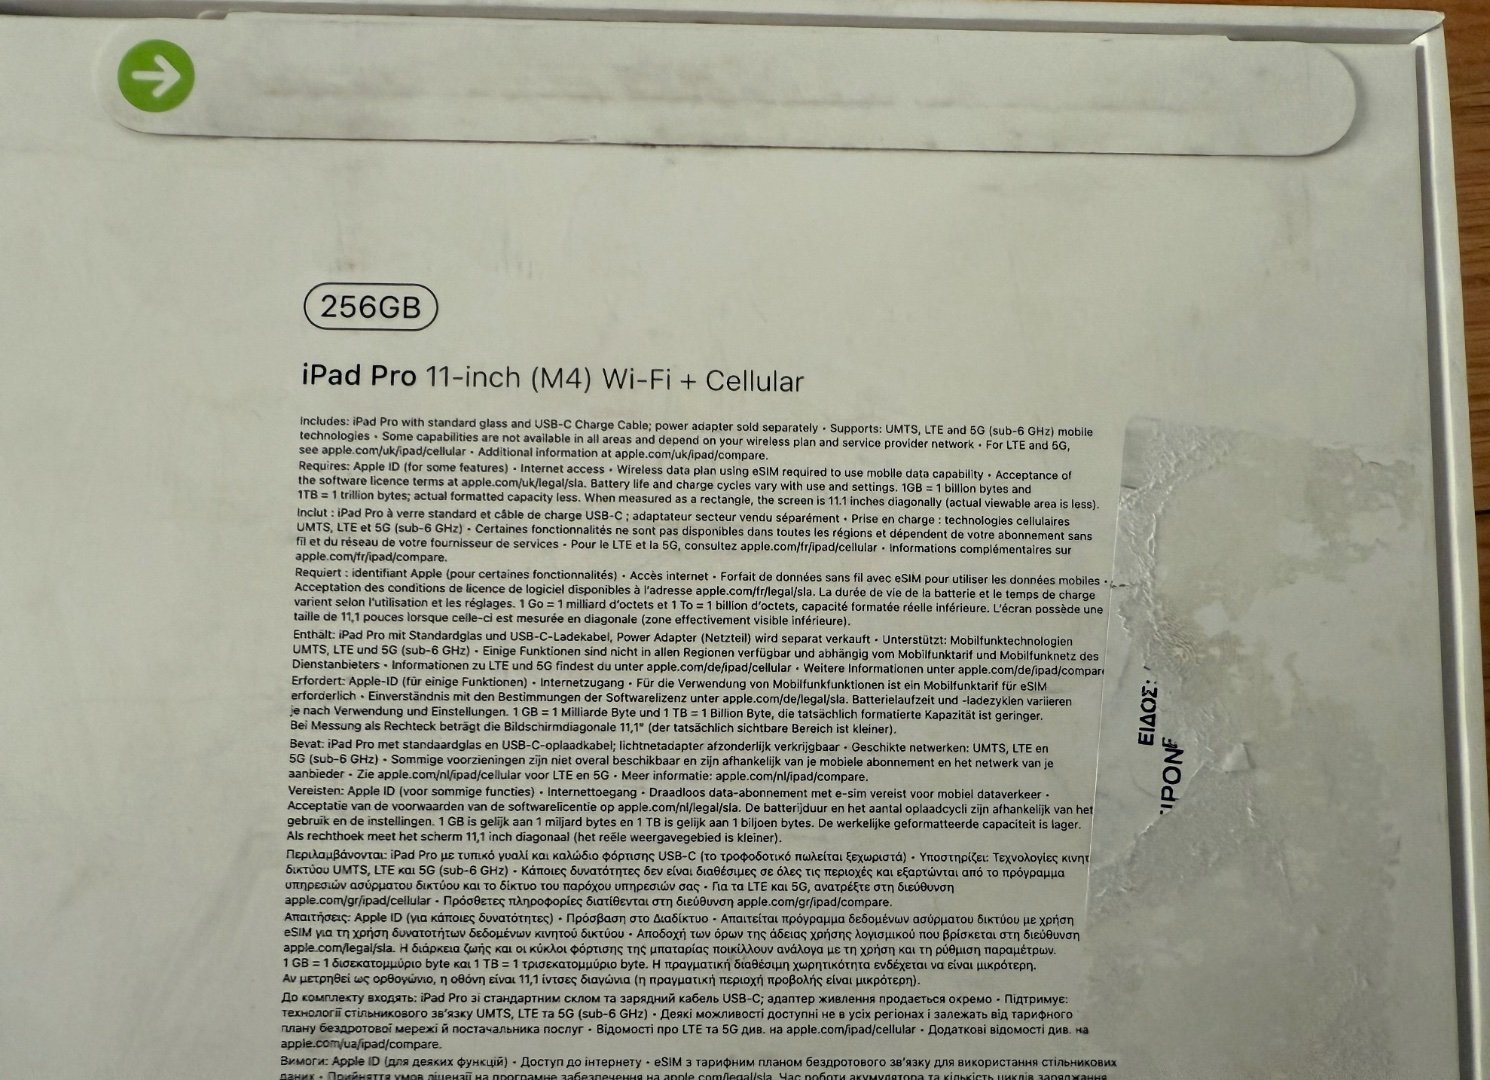 256GB
iPad Pro 11-inch (M4) Wi-Fi + Cellular
Includes: iPad Pro with standard glass and USB-C Charge Cable; power adapter sold separately • Supports: UMTS, LTE and 5G (sub-6 GHz) mobile
technologies • Some capabilities are not available in all areas and depend on your wireless plan and service provider network • For LTE and 5G,
see apple.com/uk/ipad/cellular • Additional information at apple.com/uk/ipad/compare.
Requires: Apple ID (for some features) • Internet access • Wireless data plan using eSIM required to use mobile data capability • Acceptance of
the software licence terms at apple.com/uk/legal/sla. Battery life and charge cycles vary with use and settings. 1GB = 1 billion bytes and
1TB = 1 trillion bytes; actual formatted capacity less. When measured as a rectangle, the screen is 11.1 inches diagonally (actual viewable area is less).
Inclut : iPad Pro à verre standard et câble de charge USB-C ; adaptateur secteur vendu séparément • Prise en charge : technologies cellulaires
UMTS, LTE et 5G (sub-6 GHz) • Certaines fonctionnalités ne sont pas disponibles dans toutes les régions et dépendent de votre abonnement sans
fil et du réseau de votre fournisseur de services • Pour le LTE et la 5G, consultez apple.com/fr/ipad/cellular • Informations complémentaires sur
apple.com/fr/ipad/compare.
Requiert : identifiant Apple (pour certaines fonctionnalités) • Accès internet • Forfait de données sans fil avec eSIM pour utiliser les données mobiles •
Acceptation des conditions de licence de logiciel disponibles à l'adresse apple.com/fr/legal/sla. La durée de vie de la batterie et le temps de charge
varient selon l'utilisation et les réglages. 1 Go = 1 milliard d'octets et 1 To = 1 billion d'octets, capacité formatée réelle inférieure. L'écran possède une
taille de 11,1 pouces lorsque celle-ci est mesurée en diagonale (zone effectivement visible inférieure).
Enthält: iPad Pro mit Standardglas und USB-C-Ladekabel, Power Adapter (Netzteil) wird separat verkauft • Unterstützt: Mobilfunktechnologien
UMTS, LTE und 5G (sub-6 GHz) • Einige Funktionen sind nicht in allen Regionen verfügbar und abhängig vom Mobilfunktarif und Mobilfunknetz des
Dienstanbieters • Informationen zu LTE und 5G findest du unter apple.com/de/ipad/cellular • Weitere Informationen unter apple.com/de/ipad/compare
Erfordert: Apple-ID (für einige Funktionen) • Internetzugang • Für die Verwendung von Mobilfunkfunktionen ist ein Mobilfunktarif für eSIM
erforderlich • Einverständnis mit den Bestimmungen der Softwarelizenz unter apple.com/de/legal/sla. Batterielaufzeit und -ladezyklen variieren
je nach Verwendung und Einstellungen. 1 GB = 1 Milliarde Byte und 1 TB = 1 Billion Byte, die tatsächlich formatierte Kapazität ist geringer.
Bei Messung als Rechteck beträgt die Bildschirmdiagonale 11,1" (der tatsächlich sichtbare Bereich ist kleiner).
Bevat: iPad Pro met standaardglas en USB-C-oplaadkabel; lichtnetadapter afzonderlijk verkrijgbaar • Geschikte netwerken: UMTS, LTE en
5G (sub-6 GHz) • Sommige voorzieningen zijn niet overal beschikbaar en zijn afhankelijk van je mobiele abonnement en het netwerk van je
aanbieder • Zie apple.com/nl/ipad/cellular voor LTE en 5G • Meer informatie: apple.com/nl/ipad/compare.
Vereisten: Apple ID (voor sommige functies) • Internettoegang • Draadloos data-abonnement met e-sim vereist voor mobiel dataverkeer •
Acceptatie van de voorwaarden van de softwarelicentie op apple.com/nl/legal/sla. De batterijduur en het aantal oplaadcycli zijn afhankelijk van het
gebruik en de instellingen. 1 GB is gelijk aan 1 miljard bytes en 1 TB is gelijk aan 1 biljoen bytes. De werkelijke geformatteerde capaciteit is lager.
Als rechthoek meet het scherm 11,1 inch diagonaal (het reële weergavegebied is kleiner).
Περιλαμβάνονται: iPad Pro με τυπικό γυαλί και καλώδιο φόρτισης USB-C (το τροφοδοτικό πωλείται ξεχωριστά) • Υποστηρίζει: Τεχνολογίες κινητ
δικτύου UMTS, LTE και 5G (sub-6 GHz) • Κάποιες δυνατότητες δεν είναι διαθέσιμες σε όλες τις περιοχές και εξαρτώνται από το πρόγραμμα
υπηρεσιών ασύρματου δικτύου και το δίκτυο του παρόχου υπηρεσιών σας • Για τα LTE και 5G, ανατρέξτε στη διεύθυνση
apple.com/gr/ipad/cellular • Πρόσθετες πληροφορίες διατίθενται στη διεύθυνση apple.com/gr/ipad/compare.
Απαιτήσεις: Apple ID (για κάποιες δυνατότητες) • Πρόσβαση στο Διαδίκτυο • Απαιτείται πρόγραμμα δεδομένων ασύρματου δικτύου με χρήση
eSIM για τη χρήση δυνατοτήτων δεδομένων κινητού δικτύου • Αποδοχή των όρων της άδειας χρήσης λογισμικού που βρίσκεται στη διεύθυνση
apple.com/legal/sla. Η διάρκεια ζωής και οι κύκλοι φόρτισης της μπαταρίας ποικίλλουν ανάλογα με τη χρήση και τη ρύθμιση παραμέτρων.
1 GB = 1 δισεκατομμύριο byte και 1 TB = 1 τρισεκατομμύριο byte. Η πραγματική διαθέσιμη χωρητικότητα ενδέχεται να είναι μικρότερη.
Αν μετρηθεί ως ορθογώνιο, η οθόνη είναι 11,1 ίντσες διαγώνια (η πραγματική περιοχή προβολής είναι μικρότερη).
До комплекту входять: iPad Pro зі стандартним склом та зарядний кабель USB-C; адаптер живлення продається окремо • Підтримує:
технології стільникового зв'язку UMTS, LTE та 5G (sub-6 GHz) • Деякі можливості доступні не в усіх регіонах і залежать від тарифного
плану бездротової мережі й постачальника послуг • Відомості про LTE та 5G див. на apple.com/ipad/cellular • Додаткові відомості див. на
apple.com/ua/ipad/compare.
Вимоги: Apple ID (для деяких функцій) • Доступ до інтернету • eSIM з тарифним планом бездротового зв'язку для використання стільникових
даних • Прийняття умов ліцензії на програмне забезпечення на apple.com/legal/sla. Час роботи акумулятора та кількість циклів заряджання
ΕΙΔΟΣ: